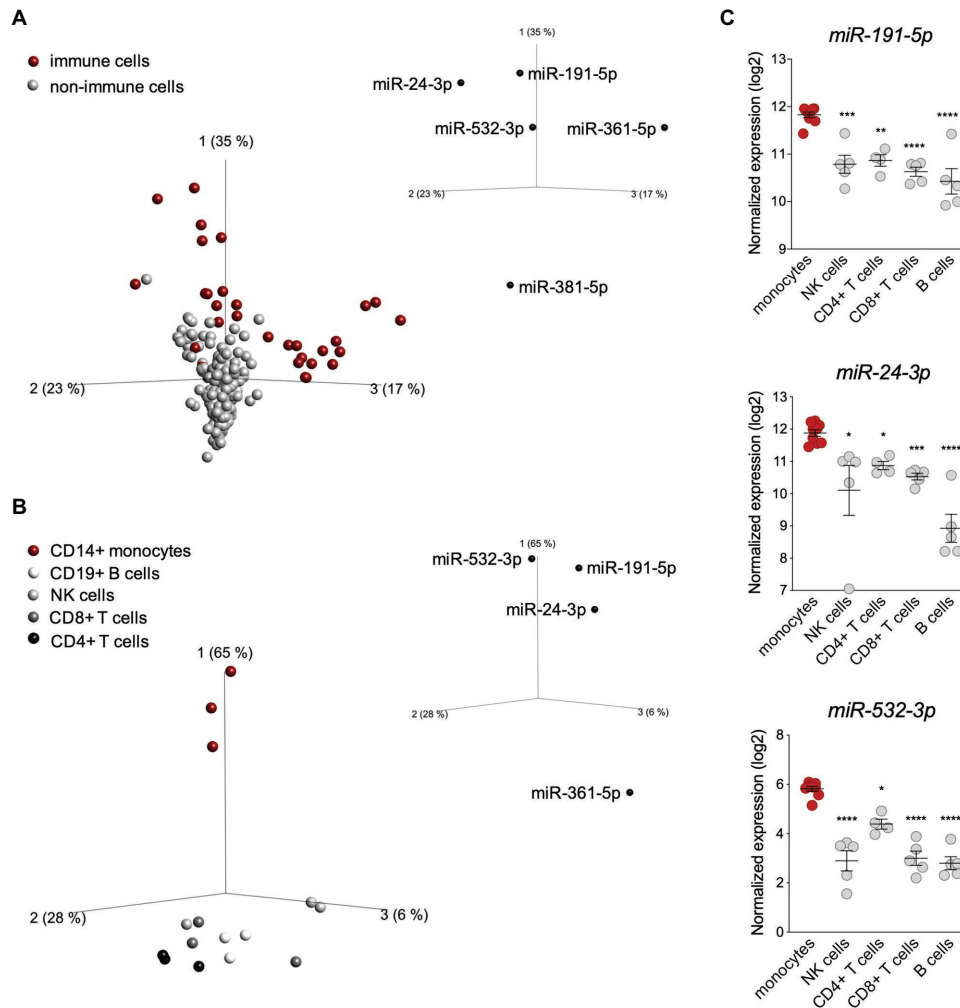 A
immune cells
non-immune cells
1 (35 %)
2 (23 %)
3 (17 %)
1 (35 %)
miR-24-3p
miR-191-5p
miR-532-3p
miR-361-5p
2 (23 %)
3 (17 %)
miR-381-5p
B
CD14+ monocytes
CD19+ B cells
NK cells
CD8+ T cells
CD4+ T cells
1 (65 %)
2 (28 %)
3 (6 %)
1 (65 %)
miR-532-3p
miR-191-5p
miR-24-3p
2 (28 %)
3 (6 %)
miR-361-5p
C
miR-191-5p
Normalized expression (log2)
13
12
11
10
9
***
**
****
****
monocytes
NK cells
CD4+ T cells
CD8+ T cells
B cells
miR-24-3p
Normalized expression (log2)
13
12
11
10
9
8
7
*
*
***
****
monocytes
NK cells
CD4+ T cells
CD8+ T cells
B cells
miR-532-3p
Normalized expression (log2)
8
6
4
2
0
****
*
****
****
monocytes
NK cells
CD4+ T cells
CD8+ T cells
B cells